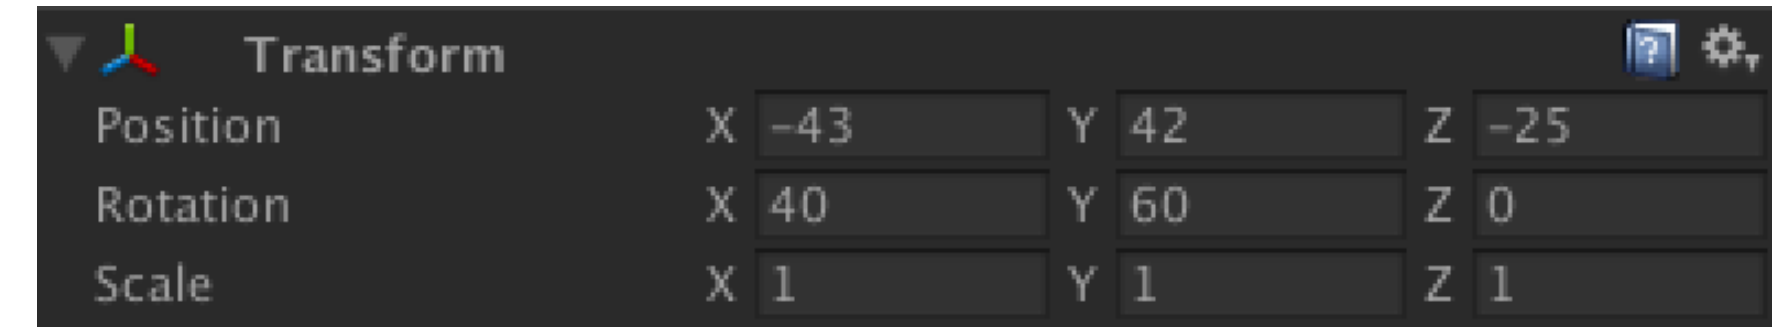 Transform
Position X -43 Y 42 Z -25
Rotation X 40 Y 60 Z 0
Scale X 1 Y 1 Z 1